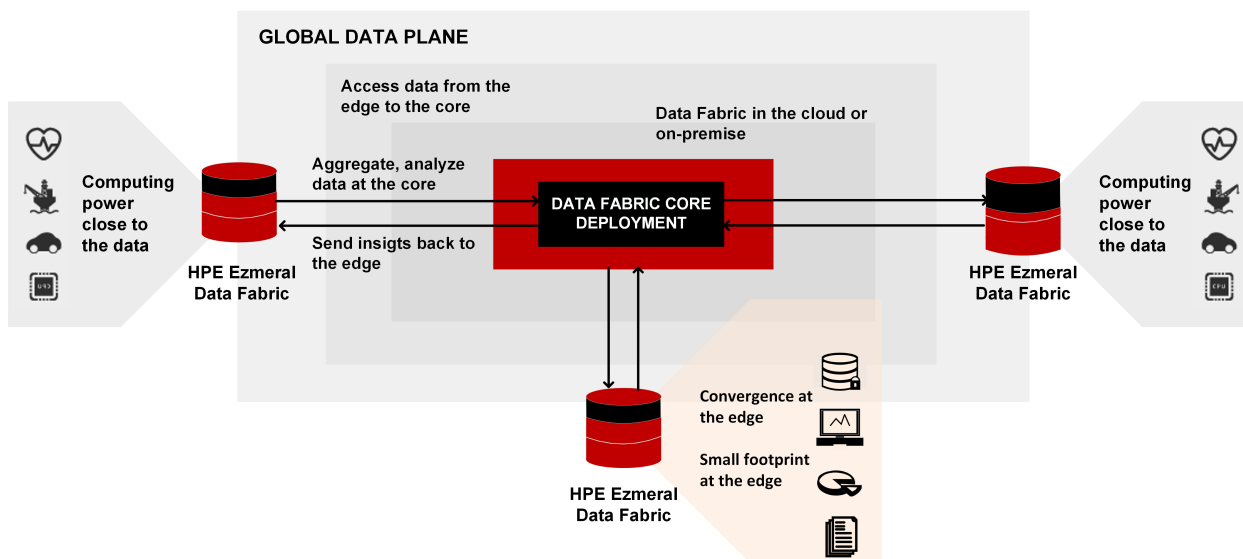 GLOBAL DATA PLANE
Access data from the
edge to the core
Data Fabric in the cloud or
on-premise
Aggregate, analyze
data at the core
DATA FABRIC CORE
DEPLOYMENT
Send insigts back to
the edge
Computing
power
close to
the data
CPU
HPE Ezmeral
Data Fabric
Computing
power
close to
the data
CPU
HPE Ezmeral
Data Fabric
Convergence at
the edge
Small footprint
at the edge
HPE Ezmeral
Data Fabric